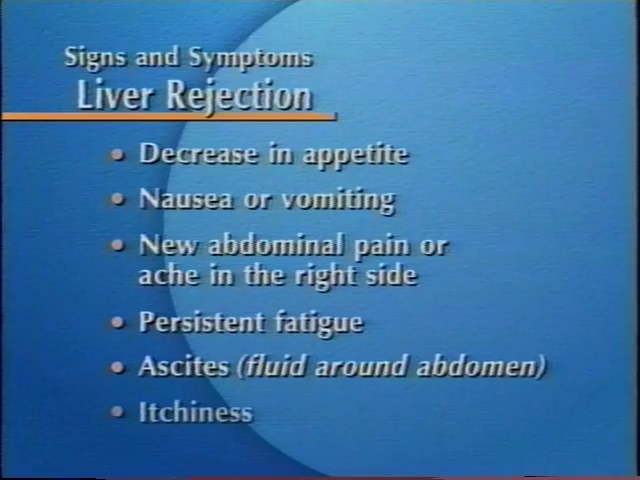 Signs and Symptoms
Liver Rejection
• Decrease in appetite
• Nausea or vomiting
• New abdominal pain or
ache in the right side
• Persistent fatigue
• Ascites (fluid around abdomen)
• Itchiness